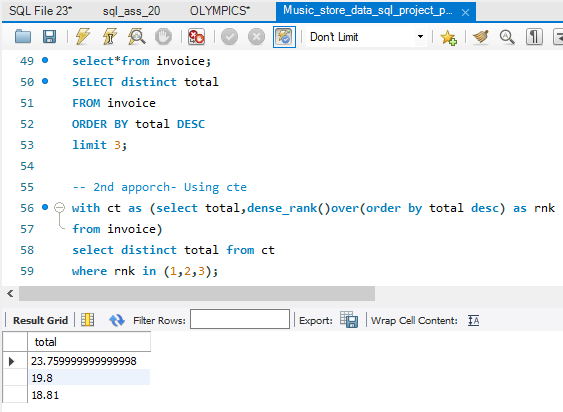 SQL File 23* sql_ass_20 OLYMPICS* Music_store_data_sql_project_p... ×
Don't Limit
49 select*from invoice;
50 SELECT distinct total
51 FROM invoice
52 ORDER BY total DESC
53 limit 3;
54
55 -- 2nd apporch- Using cte
56 with ct as (select total,dense_rank()over(order by total desc) as rnk
57 from invoice)
58 select distinct total from ct
59 where rnk in (1,2,3);
Result Grid Filter Rows: Export: Wrap Cell Content: IA
total
23.759999999999998
19.8
18.81